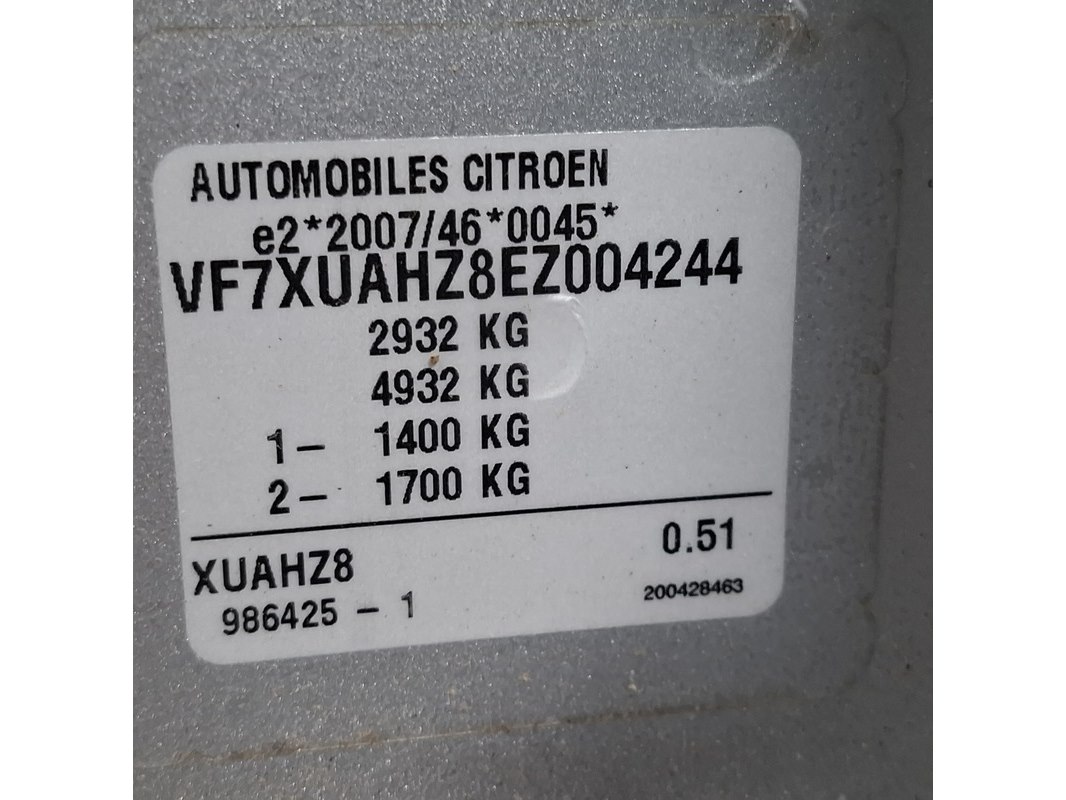 AUTOMOBILES CITROEN
e2*2007/46*0045*
VF7XUAHZ8EZ004244
2932 KG
4932 KG
1- 1400 KG
2- 1700 KG
XUAHZ8 0.51
986425 - 1 200428463